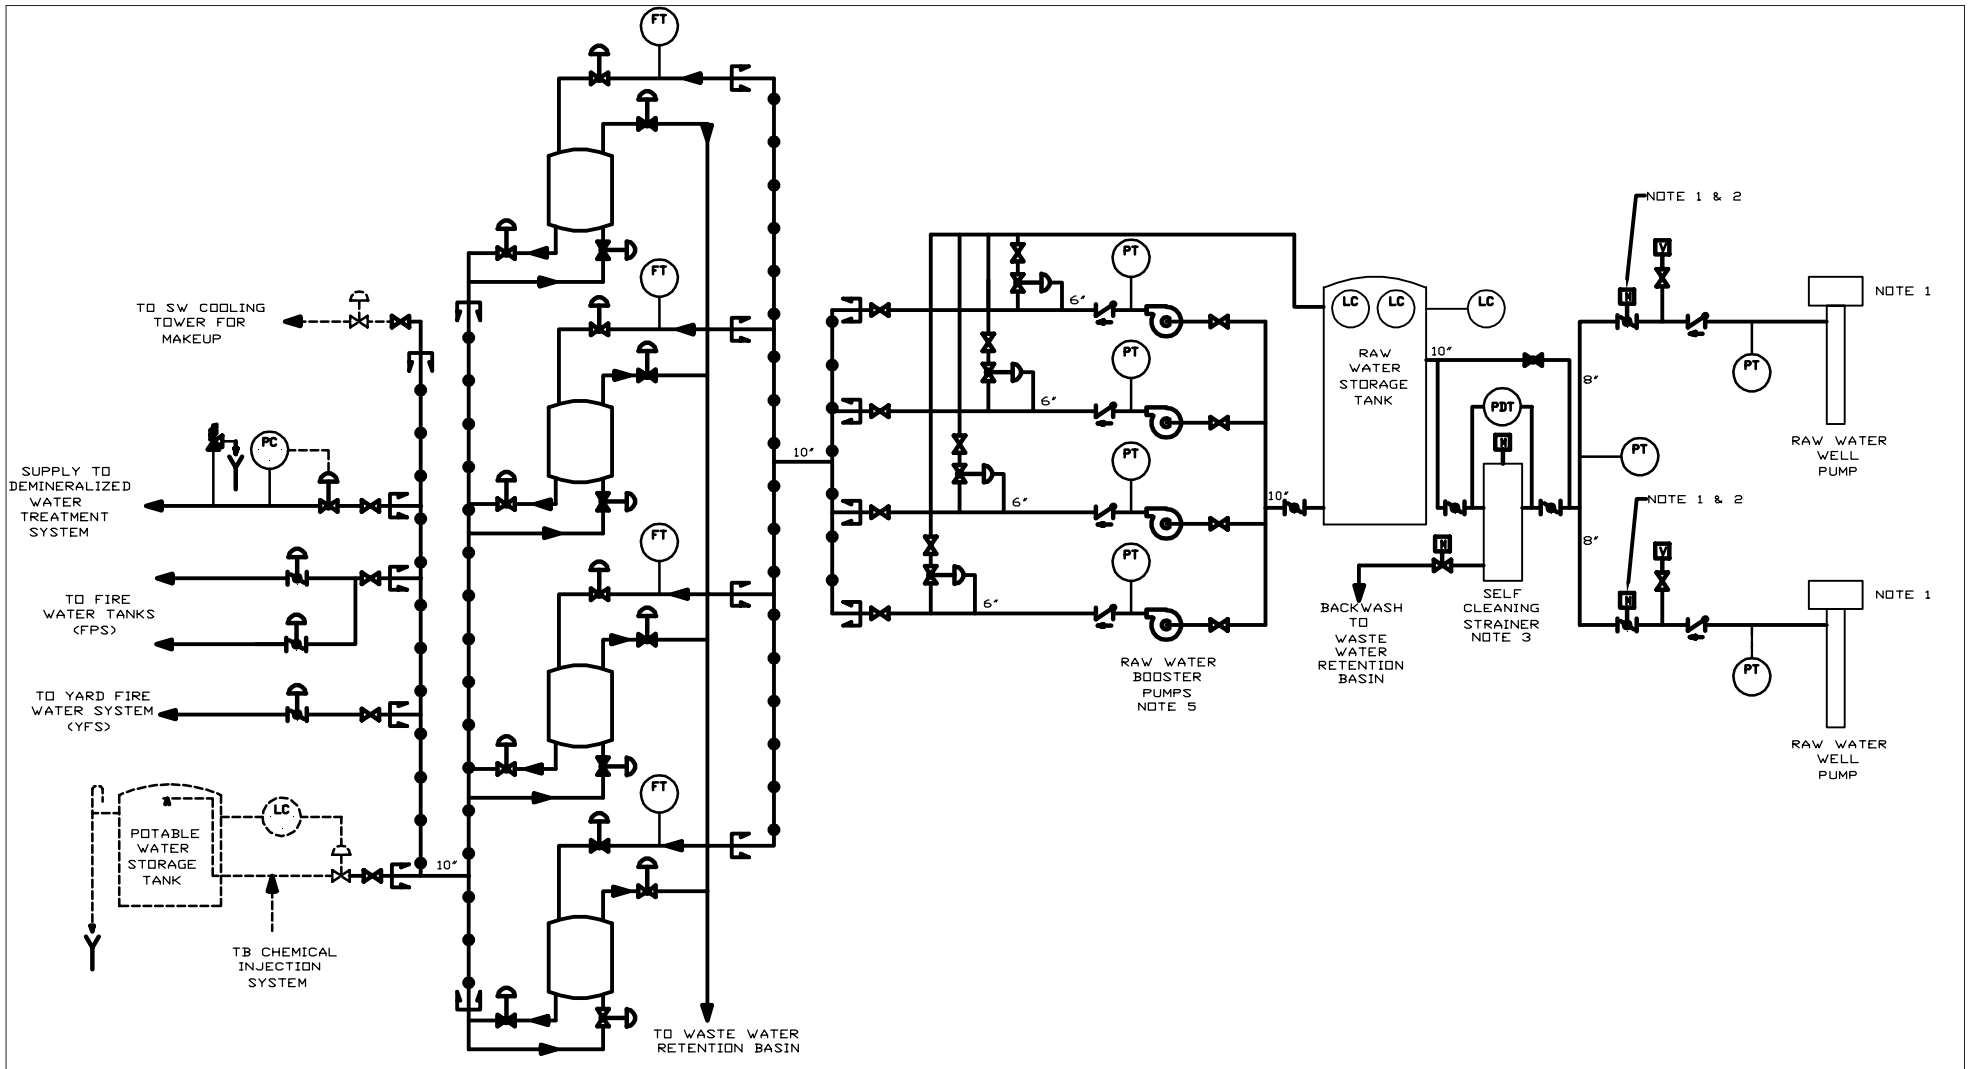 FT
FT
FT
FT
TO SW COOLING
TOWER FOR
MAKEUP
PC
SUPPLY TO
DEMINERALIZED
WATER
TREATMENT
SYSTEM
TO FIRE
WATER TANKS
(FPS)
TO YARD FIRE
WATER SYSTEM
(YFS)
POTABLE
WATER
STORAGE
TANK
LC
10"
TB CHEMICAL
INJECTION
SYSTEM
TO WASTE WATER
RETENTION BASIN
10"
6"
6"
6"
6"
PT
PT
PT
PT
RAW WATER
BOOSTER
PUMPS
NOTE 5
10"
LC
LC
LC
RAW
WATER
STORAGE
TANK
10"
PDT
M
M
BACKWASH
TO
WASTE
WATER
RETENTION
BASIN
SELF
CLEANING
STRAINER
NOTE 3
8"
8"
PT
NOTE 1 & 2
M
V
PT
NOTE 1
RAW WATER
WELL
PUMP
NOTE 1 & 2
M
V
PT
NOTE 1
RAW WATER
WELL
PUMP